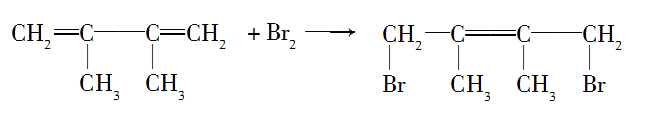 CH₂=C—C=CH₂ + Br₂ ⟶ CH₂—C=C—CH₂
CH₃ CH₃ Br CH₃ CH₃ Br